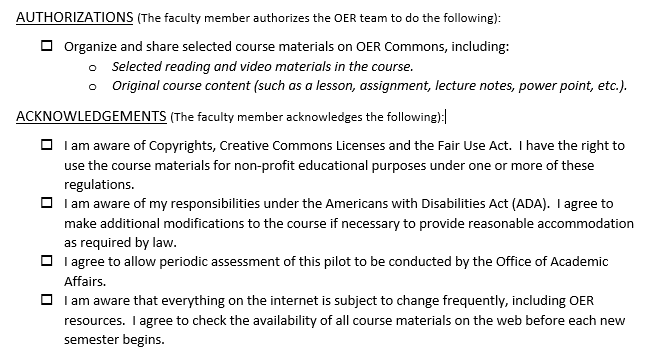 AUTHORIZATIONS (The faculty member authorizes the OER team to do the following):
☐ Organize and share selected course materials on OER Commons, including:
o Selected reading and video materials in the course.
o Original course content (such as a lesson, assignment, lecture notes, power point, etc.).
ACKNOWLEDGEMENTS (The faculty member acknowledges the following):
☐ I am aware of Copyrights, Creative Commons Licenses and the Fair Use Act. I have the right to
use the course materials for non-profit educational purposes under one or more of these
regulations.
☐ I am aware of my responsibilities under the Americans with Disabilities Act (ADA). I agree to
make additional modifications to the course if necessary to provide reasonable accommodation
as required by law.
☐ I agree to allow periodic assessment of this pilot to be conducted by the Office of Academic
Affairs.
☐ I am aware that everything on the internet is subject to change frequently, including OER
resources. I agree to check the availability of all course materials on the web before each new
semester begins.